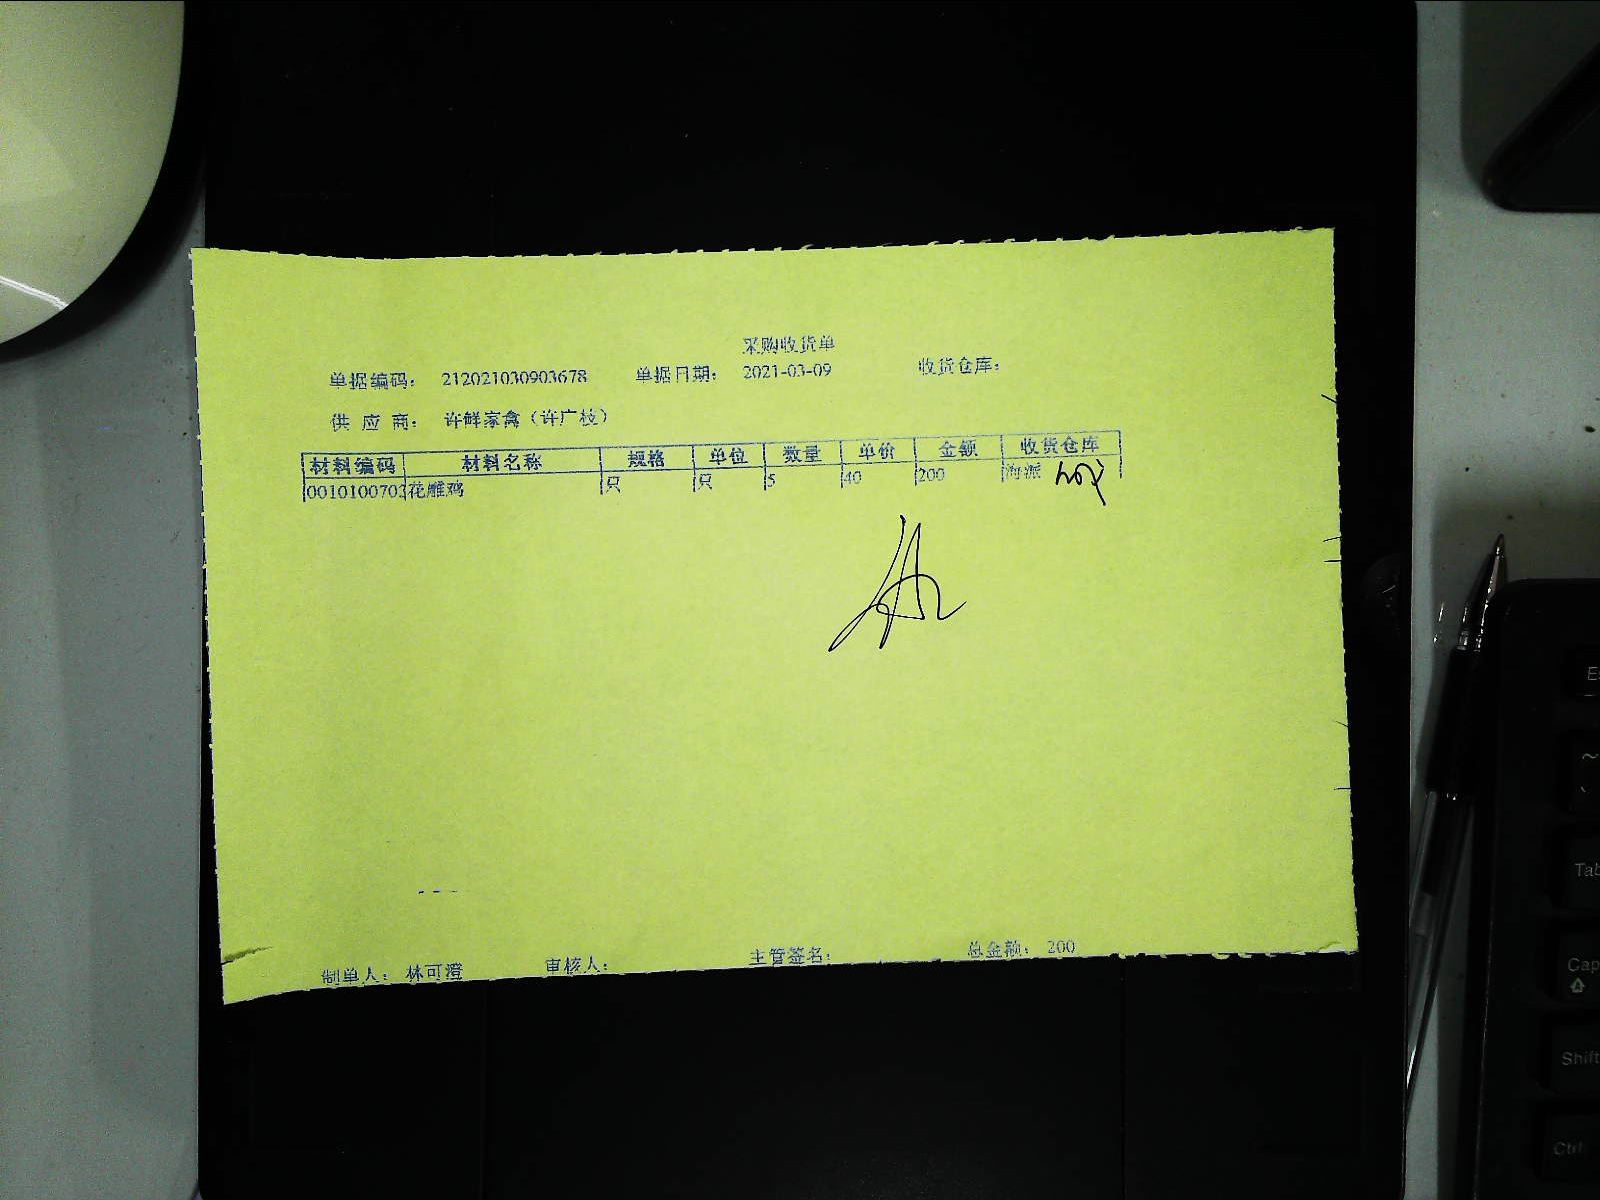 采购收货单
单据编码： 212021030903678 单据日期： 2021-03-09 收货仓库：
供 应 商： 许鲜家禽（许广枝）
材料编码 材料名称 规格 单位 数量 单价 金额 收货仓库
0010100703 花雕鸡 只 只 5 40 200 海派
制单人： 林可澄 审核人： 主管签名： 总金额： 200
Tab
Cap
Shift
Ctrl